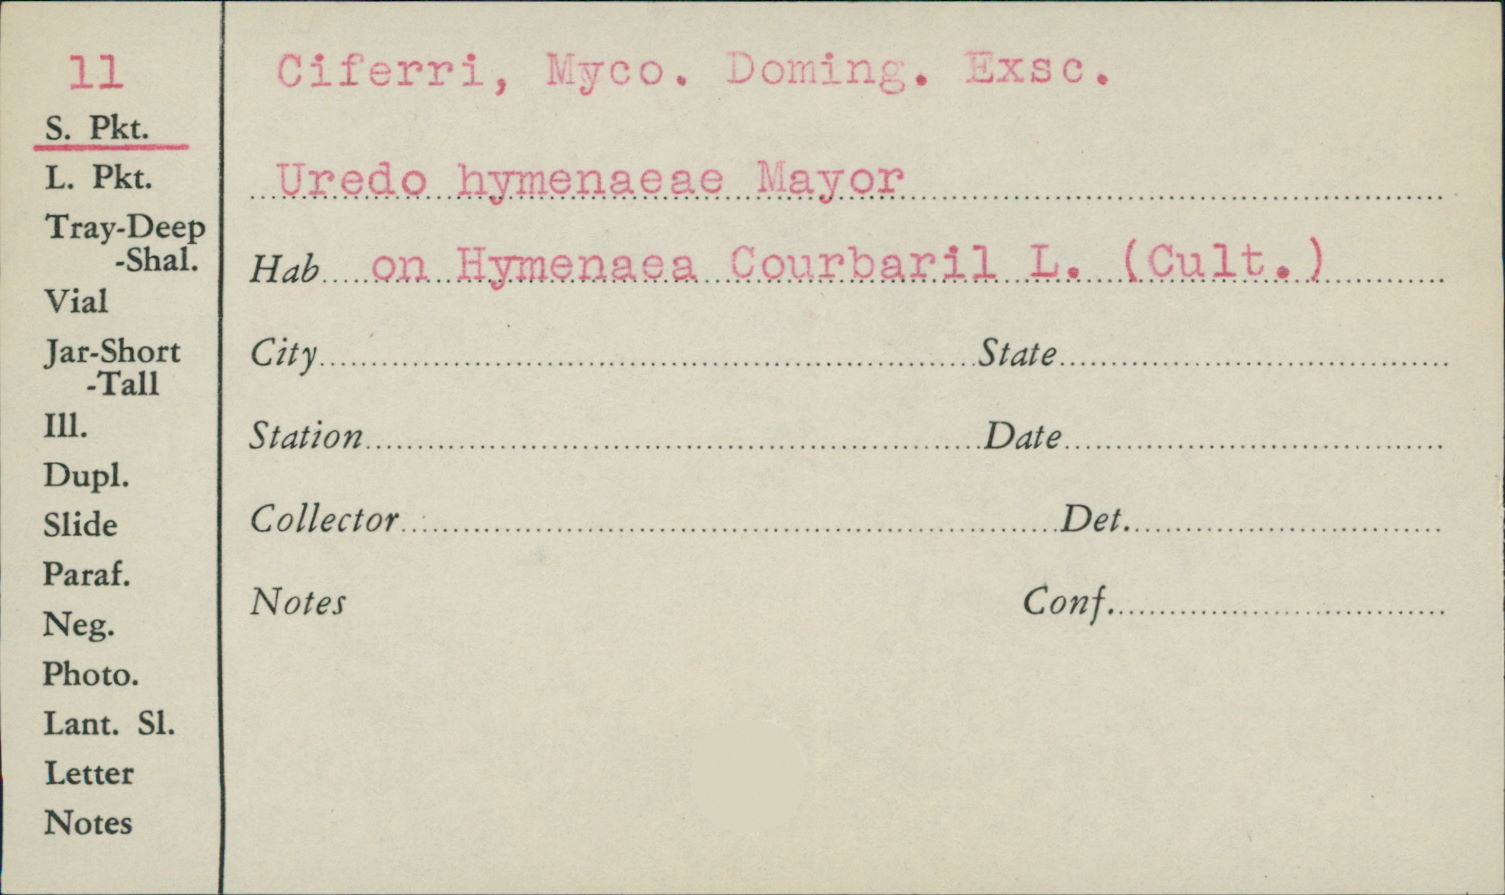 11
S. Pkt.
L. Pkt.
Tray-Deep
-Shal.
Vial
Jar-Short
-Tall
Ill.
Dupl.
Slide
Paraf.
Neg.
Photo.
Lant. Sl.
Letter
Notes
Ciferri, Myco. Doming. Exsc.
Uredo hymenaeae Mayor
Hab on Hymenaea Courbaril L. (Cult.)
City State
Station Date
Collector Det.
Notes Conf.